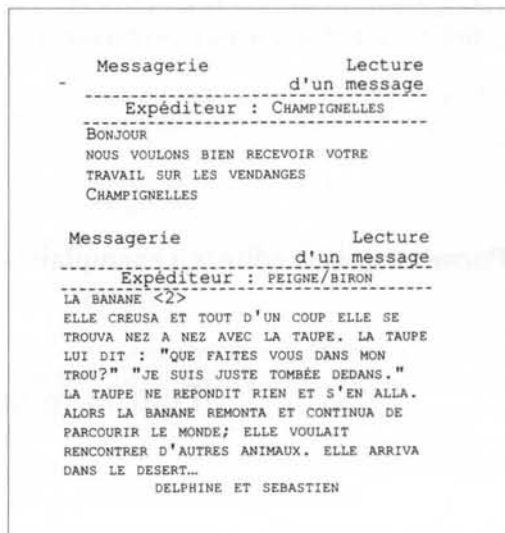 Messagerie Lecture
- d'un message
Expéditeur : CHAMPIGNELLES
BONJOUR
NOUS VOULONS BIEN RECEVOIR VOTRE
TRAVAIL SUR LES VENDANGES
CHAMPIGNELLES
Messagerie Lecture
d'un message
Expéditeur : PEIGNE/BIRON
LA BANANE <2>
ELLE CREUSA ET TOUT D'UN COUP ELLE SE
TROUVA NEZ A NEZ AVEC LA TAUPE. LA TAUPE
LUI DIT : "QUE FAITES VOUS DANS MON
TROU?" "JE SUIS JUSTE TOMBÉE DEDANS."
LA TAUPE NE REPONDIT RIEN ET S'EN ALLA.
ALORS LA BANANE REMONTA ET CONTINUA DE
PARCOURIR LE MONDE; ELLE VOULAIT
RENCONTRER D'AUTRES ANIMAUX. ELLE ARRIVA
DANS LE DESERT…
DELPHINE ET SEBASTIEN